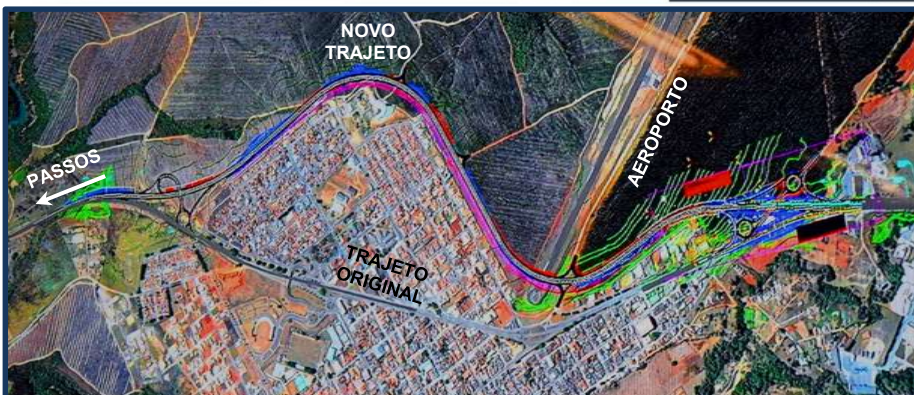 NOVO
TRAJETO
AEROPORTO
PASSOS
TRAJETO
ORIGINAL